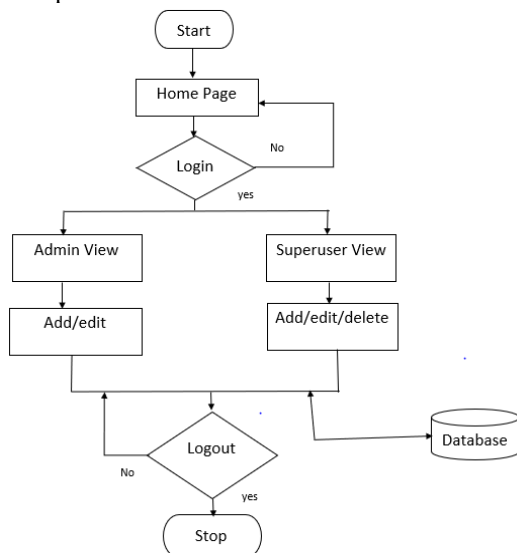 Start
Home Page
No
Login
yes
Admin View
Superuser View
Add/edit
Add/edit/delete
Logout
Database
No
yes
Stop